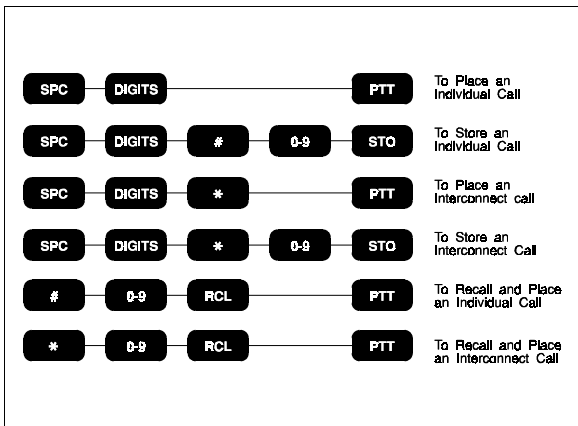 SPC DIGITS PTT To Place an
Individual Call
SPC DIGITS # 0-9 STO To Store an
Individual Call
SPC DIGITS * PTT To Place an
Interconnect call
SPC DIGITS * 0-9 STO To Store an
Interconnect Call
# 0-9 RCL PTT To Recall and Place
an Individual Call
* 0-9 RCL PTT To Recall and Place
an Interconnect Call